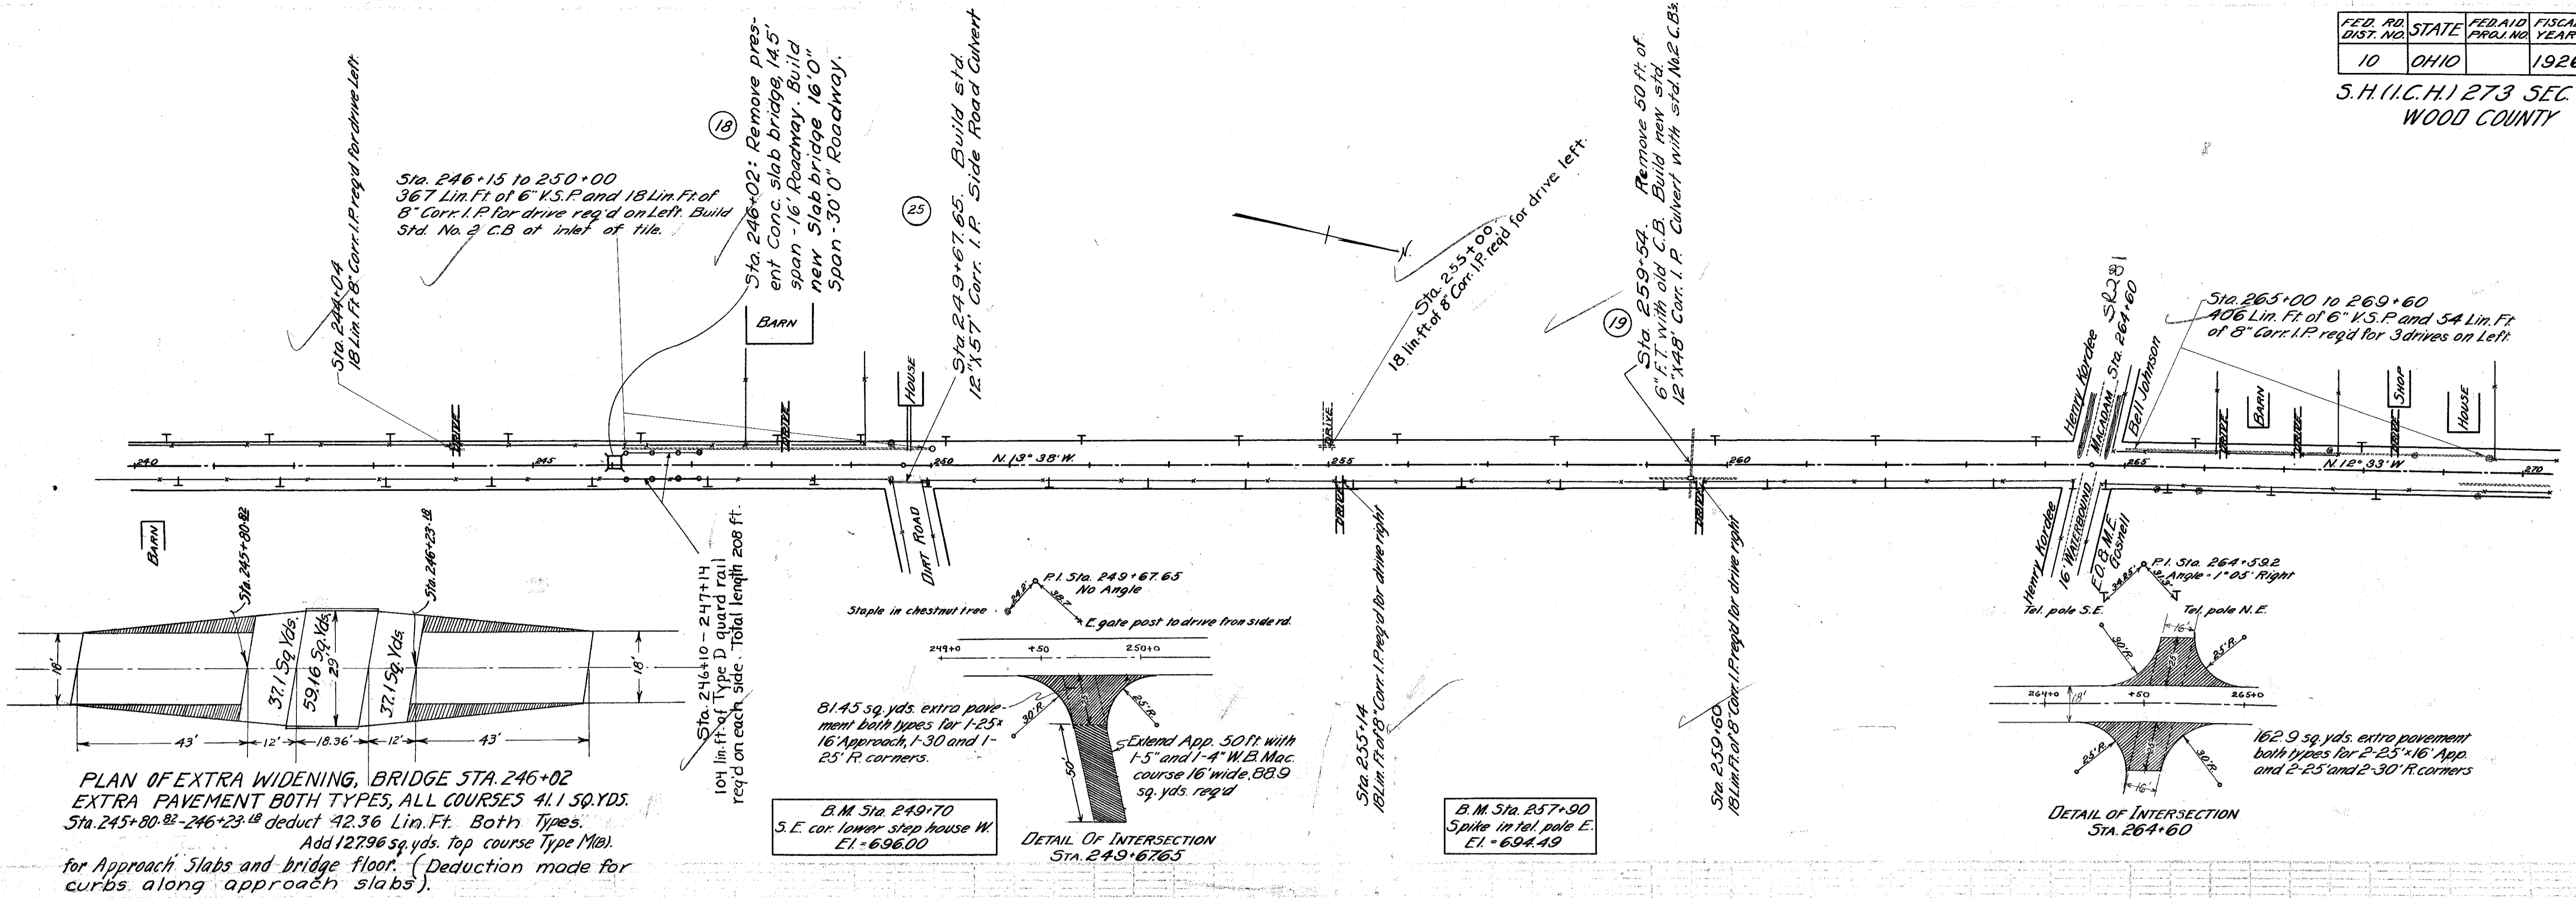 FED. RD. DIST. NO.
STATE
FED. AID PROJ. NO.
FISCAL YEAR
10
OHIO
1926
S.H. (I.C.H.) 273 SEC.
WOOD COUNTY
Sta. 244+04
18 Lin. Ft. 8" Corr. I.P. req'd for drive Left.
Sta. 246+15 to 250+00
367 Lin. Ft. of 6" V.S.P. and 18 Lin. Ft. of
8" Corr. I.P. for drive req'd on Left. Build
Std. No. 2 C.B at inlet of tile.
18
Sta. 246+02: Remove pres-
ent Conc. slab bridge, 14.5'
span - 16' Roadway. Build
new Slab bridge 16'0"
Span - 30'0" Roadway.
BARN
25
Sta. 249+67.65. Build std.
12"X57' Corr. I.P. Side Road Culvert
HOUSE
N
Sta. 255+00
18 lin. ft. of 8" Corr. I.P. req'd for drive left.
19
Sta. 259+54. Remove 50 ft. of
6" F.T. with old C.B. Build new std.
12"X48' Corr. I.P. Culvert with std. No.2 C.B's.
Henry Kordee
MACADAM
SR281
Sta. 264+60
Bell Johnson
Sta. 265+00 to 269+60
406 Lin. Ft. of 6" V.S.P. and 54 Lin. Ft.
of 8" Corr. I.P. req'd for 3 drives on Left.
BARN
SHOP
HOUSE
DRIVE
DRIVE
DRIVE
DRIVE
DRIVE
DRIVE
240
245
250
N. 13° 38' W.
255
260
265
N. 12° 33' W
270
DRIVE
DRIVE
BARN
DIRT ROAD
Henry Kordee
16' WATERBOUND
F.O. & M.E.
Gosnell
Sta. 245+80.82
Sta. 246+23.18
18'
37.1 Sq. Yds.
59.16 Sq. Yds.
29'
37.1 Sq. Yds.
18'
43'
12'
18.36'
12'
43'
PLAN OF EXTRA WIDENING, BRIDGE STA. 246+02
EXTRA PAVEMENT BOTH TYPES, ALL COURSES 41.1 SQ. YDS.
Sta. 245+80.82 - 246+23.18 deduct 42.36 Lin. Ft. Both Types.
Add 127.96 sq. yds. Top course Type M(B).
for Approach Slabs and bridge floor. (Deduction made for
curbs along approach slabs).
Sta. 246+10 - 247+14
104 lin. ft. of Type D guard rail
req'd on each side. Total length 208 ft.
P.I. Sta. 249+67.65
No Angle
24.2
38.7
Staple in chestnut tree
E. gate post to drive from side rd.
249+0
+50
250+0
81.45 sq. yds. extra pave-
ment both types for 1-25'x
16' Approach, 1-30 and 1-
25' R. corners.
30'R
25'
25'R
50'
Extend App. 50 ft. with
1-5" and 1-4" W.B. Mac.
course 16' wide, 88.9
sq. yds. req'd
DETAIL OF INTERSECTION
STA. 249+67.65
B.M. Sta. 249+70
S.E. cor. lower step house W.
El. = 696.00
Sta. 255+14
18 Lin. Ft. of 8" Corr. I.P. req'd for drive right
B.M. Sta. 257+90
Spike in tel. pole E.
El. = 694.49
Sta. 259+60
18 Lin. Ft. of 8" Corr. I.P. req'd for drive right
P.I. Sta. 264+59.2
Angle = 1° 05' Right
Tel. pole S.E.
Tel. pole N.E.
16'
30'R
25'
25'R
264+0
18'
+50
265+0
25'R
25'
30'R
16'
162.9 sq. yds. extra pavement
both types for 2-25'x16' App.
and 2-25' and 2-30' R. corners
DETAIL OF INTERSECTION
STA. 264+60